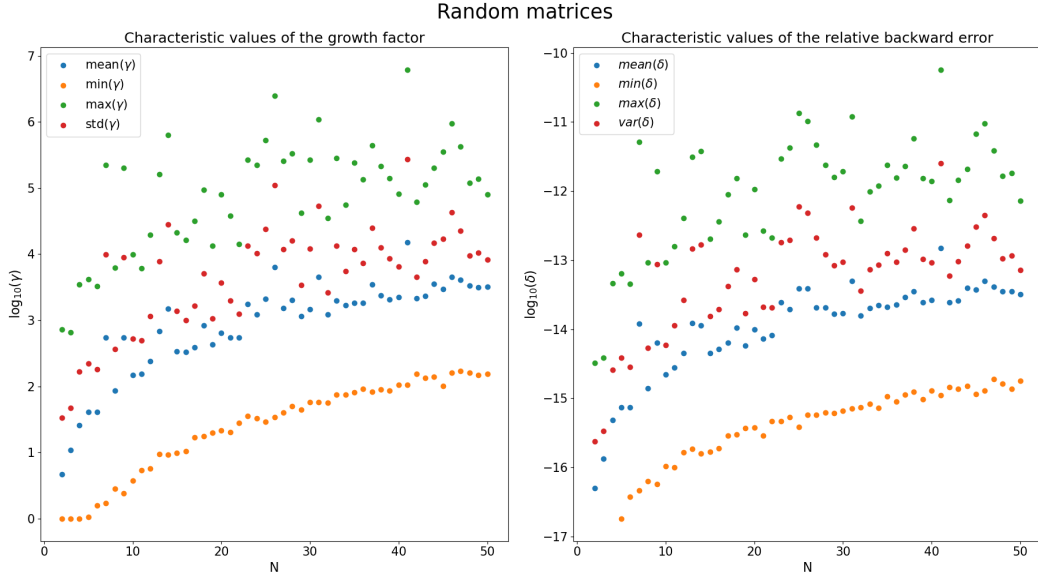 Random matrices
Characteristic values of the growth factor
7
6
5
4
3
2
1
0
log₁₀(γ)
mean(γ)
min(γ)
max(γ)
std(γ)
0
10
20
30
40
50
N
Characteristic values of the relative backward error
−10
−11
−12
−13
−14
−15
−16
−17
log₁₀(δ)
mean(δ)
min(δ)
max(δ)
var(δ)
0
10
20
30
40
50
N